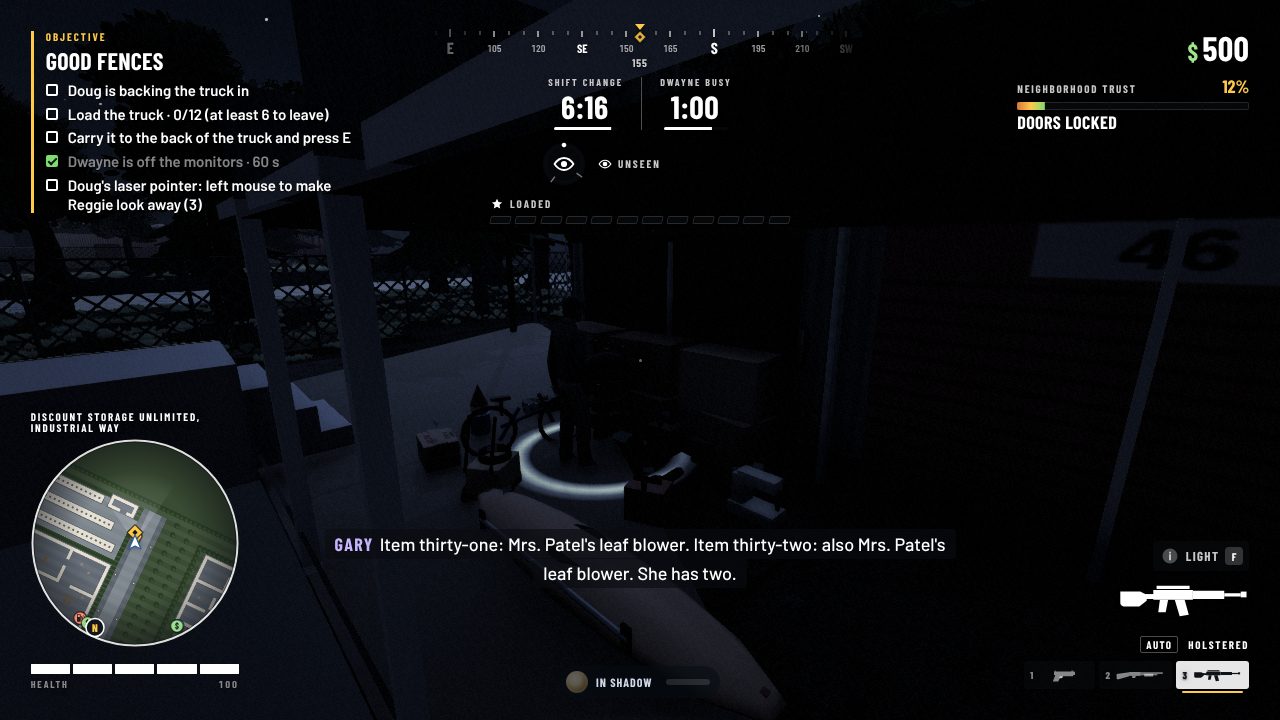 OBJECTIVE
GOOD FENCES
Doug is backing the truck in
Load the truck · 0/12 (at least 6 to leave)
Carry it to the back of the truck and press E
Dwayne is off the monitors · 60 s
Doug's laser pointer: left mouse to make
Reggie look away (3)
E 105 120 SE 150 165 S 195 210 SW
155
SHIFT CHANGE DWAYNE BUSY
6:16 1:00
UNSEEN
LOADED
$ 500
NEIGHBORHOOD TRUST 12%
DOORS LOCKED
46
DISCOUNT STORAGE UNLIMITED,
INDUSTRIAL WAY
N
$
HEALTH 100
GARY Item thirty-one: Mrs. Patel's leaf blower. Item thirty-two: also Mrs. Patel's
leaf blower. She has two.
IN SHADOW
LIGHT F
AUTO HOLSTERED
1 2 3